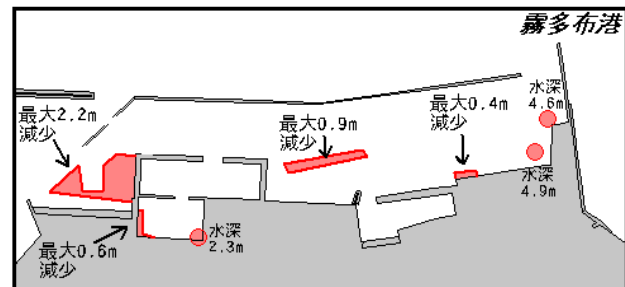 霧多布港
最大2.2m
減少
最大0.9m
減少
最大0.4m
減少
水深
4.6m
水深
4.9m
最大0.6m
減少
水深
2.3m